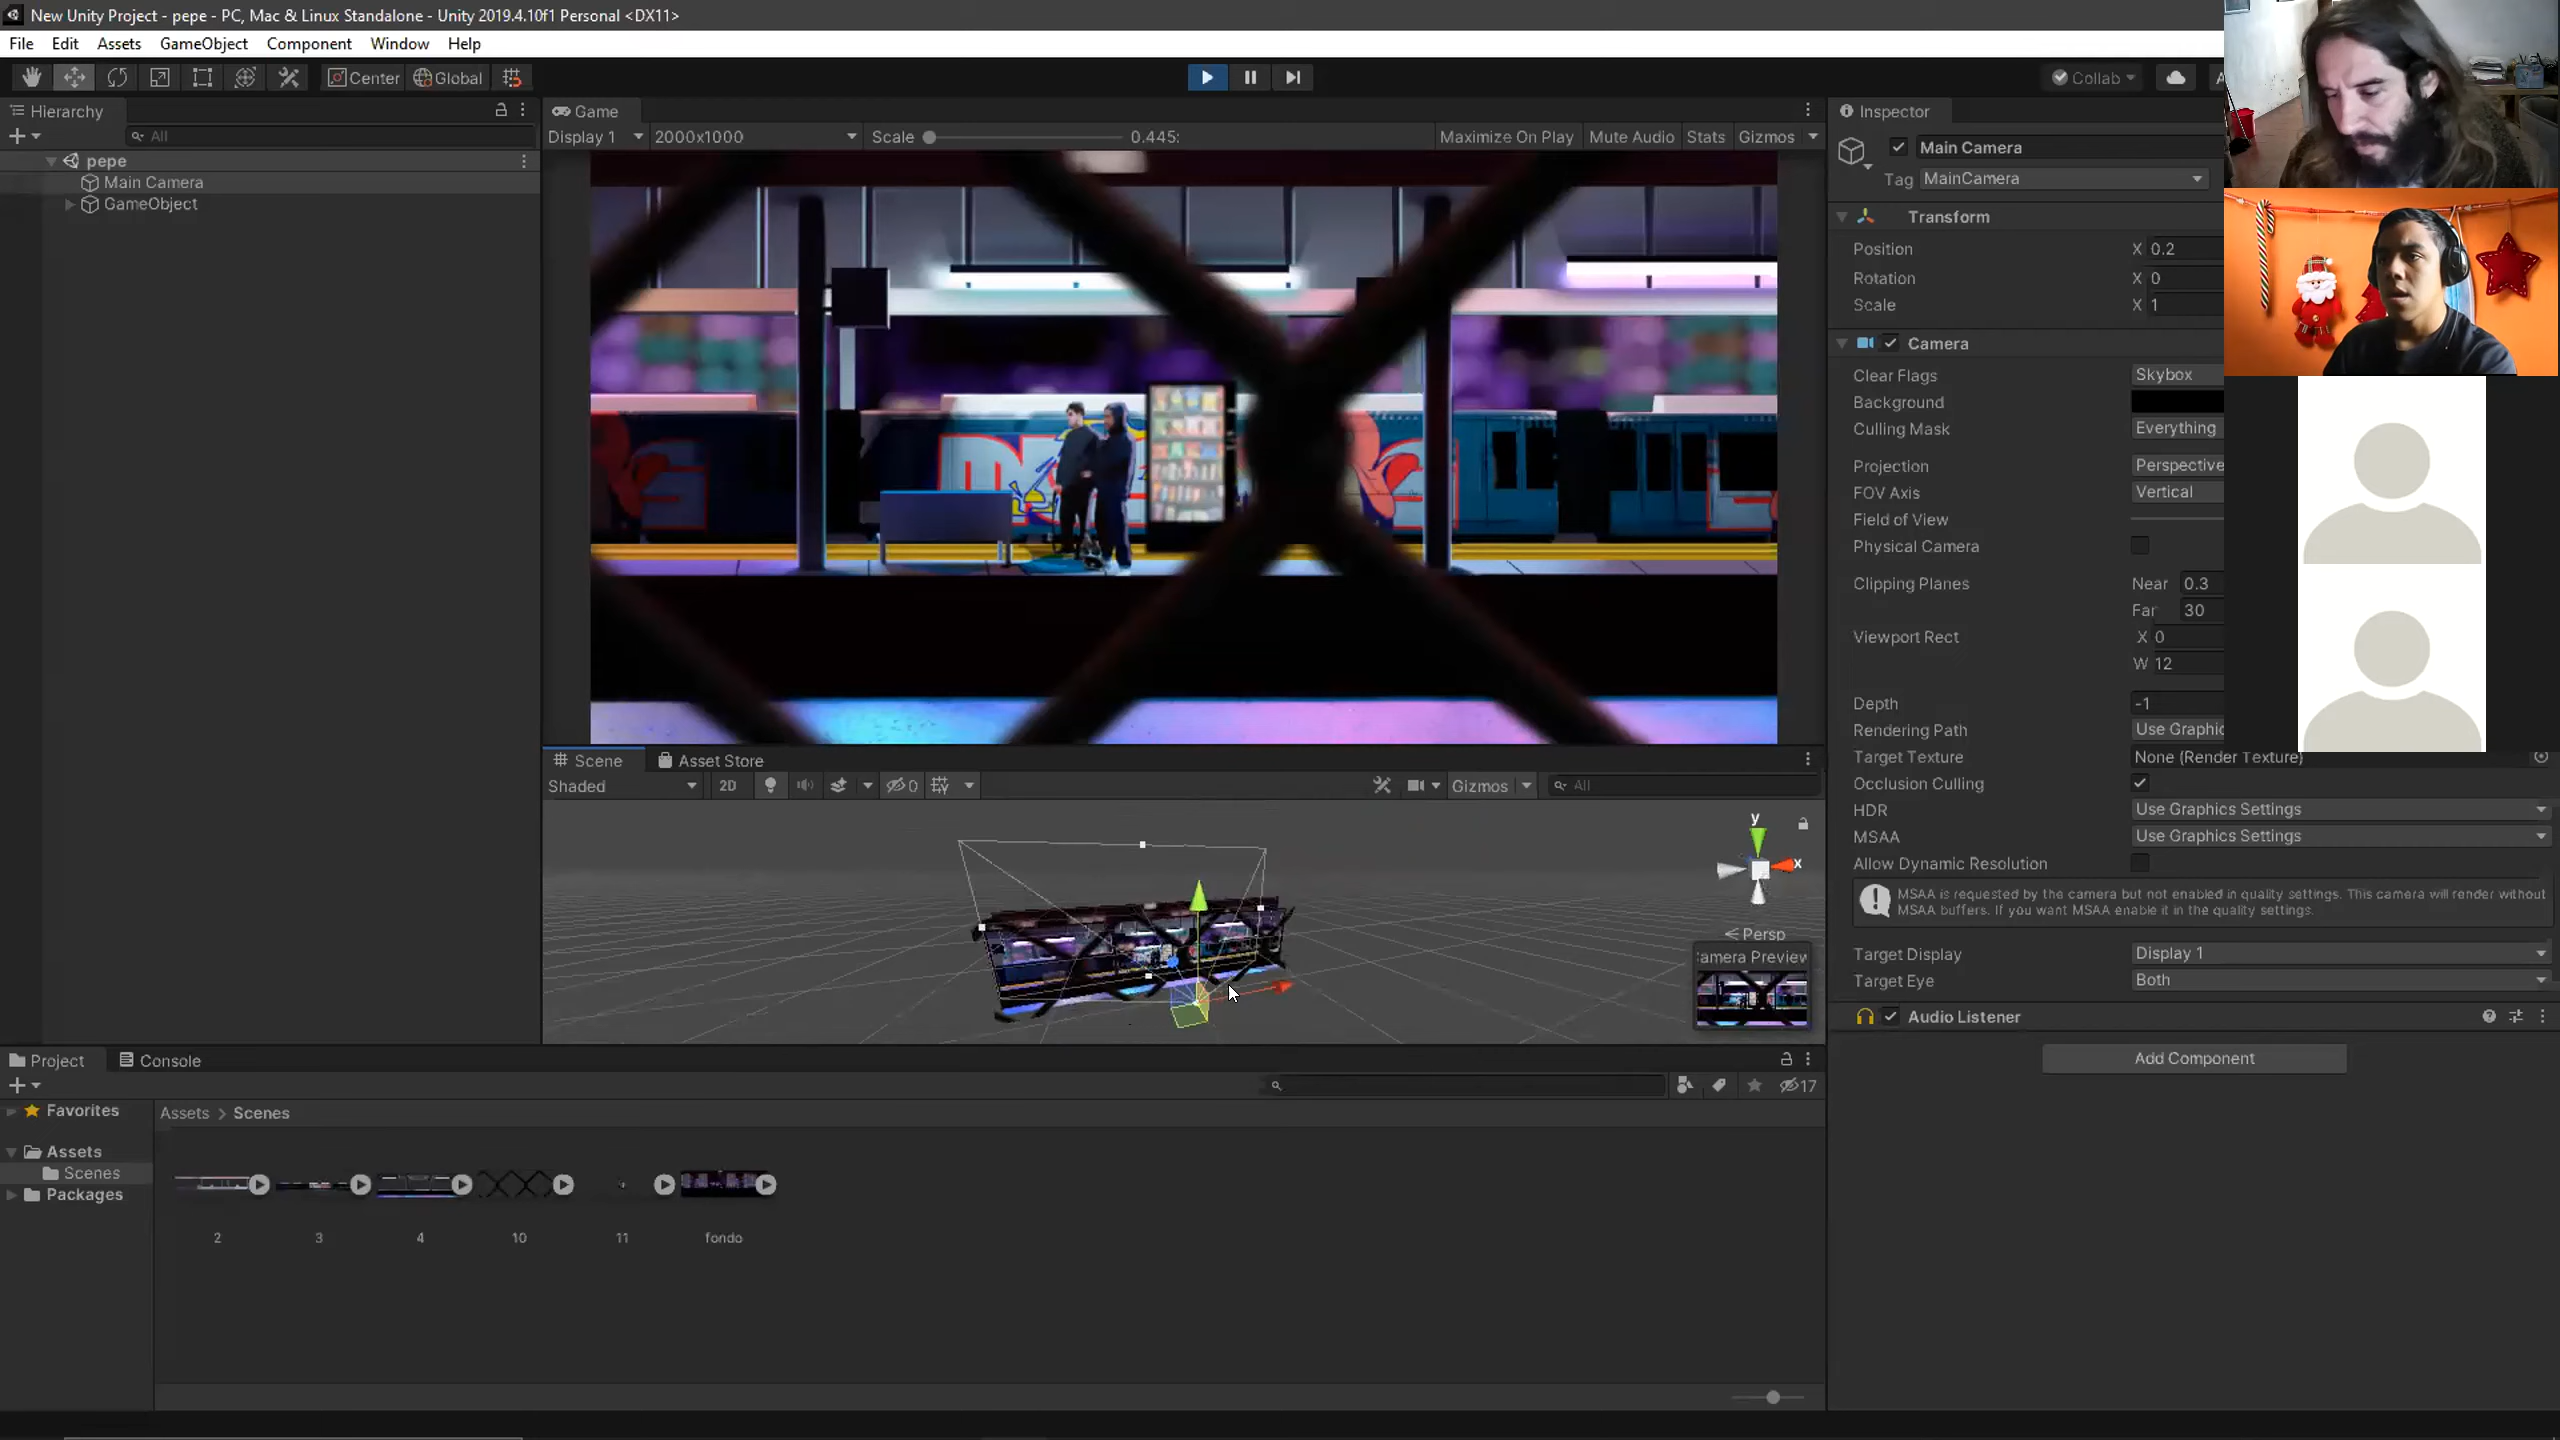 New Unity Project - pepe - PC, Mac & Linux Standalone - Unity 2019.4.10f1 Personal <DX11>
File Edit Assets GameObject Component Window Help
Center Global Collab
Hierarchy
All
pepe
Main Camera
GameObject
Game
Display 1 2000x1000 Scale 0.445: Maximize On Play Mute Audio Stats Gizmos
Scene Asset Store
Shaded 2D 0 Gizmos All
y
x
Persp
amera Preview
Project Console
17
Favorites
Assets
Scenes
Packages
Assets > Scenes
2 3 4 10 11 fondo
Inspector
Main Camera
Tag MainCamera
Transform
Position X 0.2
Rotation X 0
Scale X 1
Camera
Clear Flags Skybox
Background
Culling Mask Everything
Projection Perspective
FOV Axis Vertical
Field of View
Physical Camera
Clipping Planes Near 0.3
Far 30
Viewport Rect X 0
W 12
Depth -1
Rendering Path Use Graphic
Target Texture None (Render Texture)
Occlusion Culling
HDR Use Graphics Settings
MSAA Use Graphics Settings
Allow Dynamic Resolution
MSAA is requested by the camera but not enabled in quality settings. This camera will render without
MSAA buffers. If you want MSAA enable it in the quality settings.
Target Display Display 1
Target Eye Both
Audio Listener
Add Component